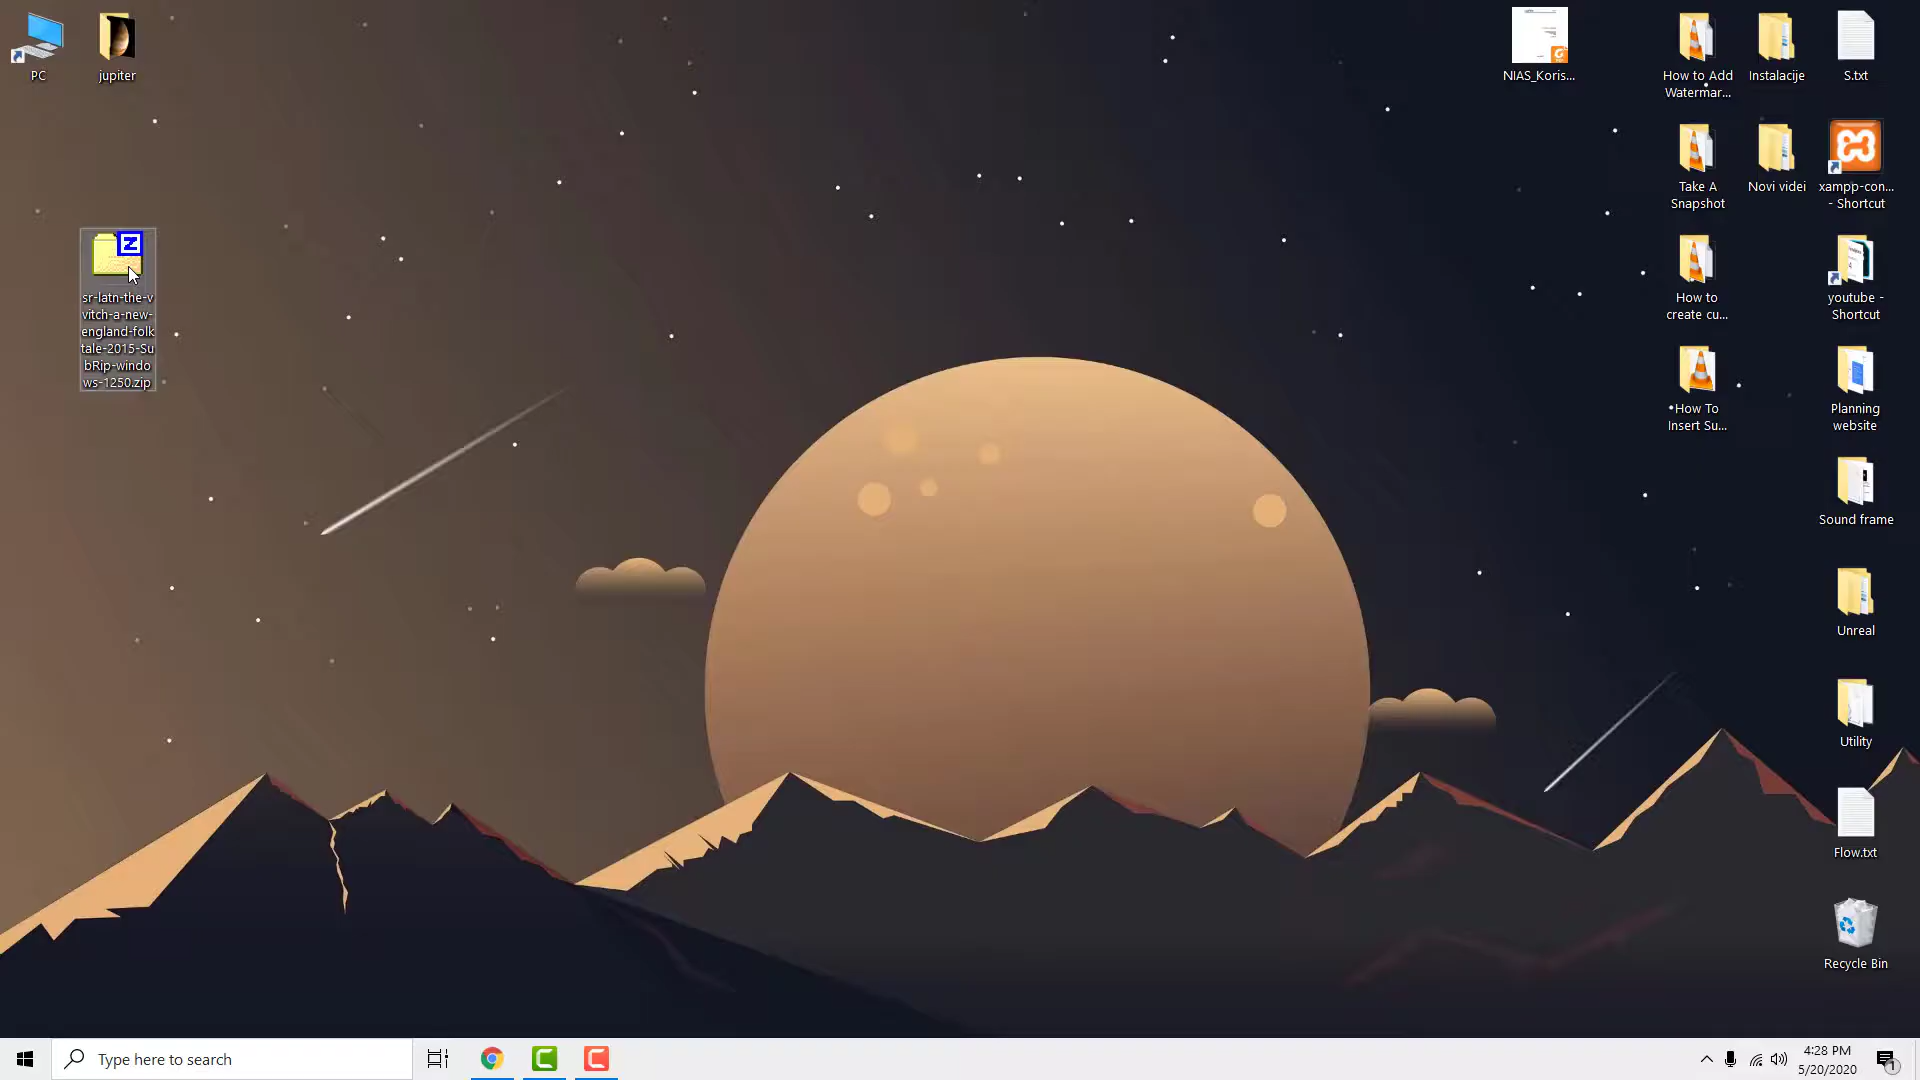 PC
jupiter
NIAS_Koris...
How to Add
Watermar...
Instalacije
S.txt
sr-latn-the-v
vitch-a-new-
england-folk
tale-2015-Su
bRip-windo
ws-1250.zip
Take A
Snapshot
Novi videi
xampp-con...
- Shortcut
How to
create cu...
youtube -
Shortcut
How To
Insert Su...
Planning
website
Sound frame
Unreal
Utility
Flow.txt
Recycle Bin
Type here to search
4:28 PM
5/20/2020
1